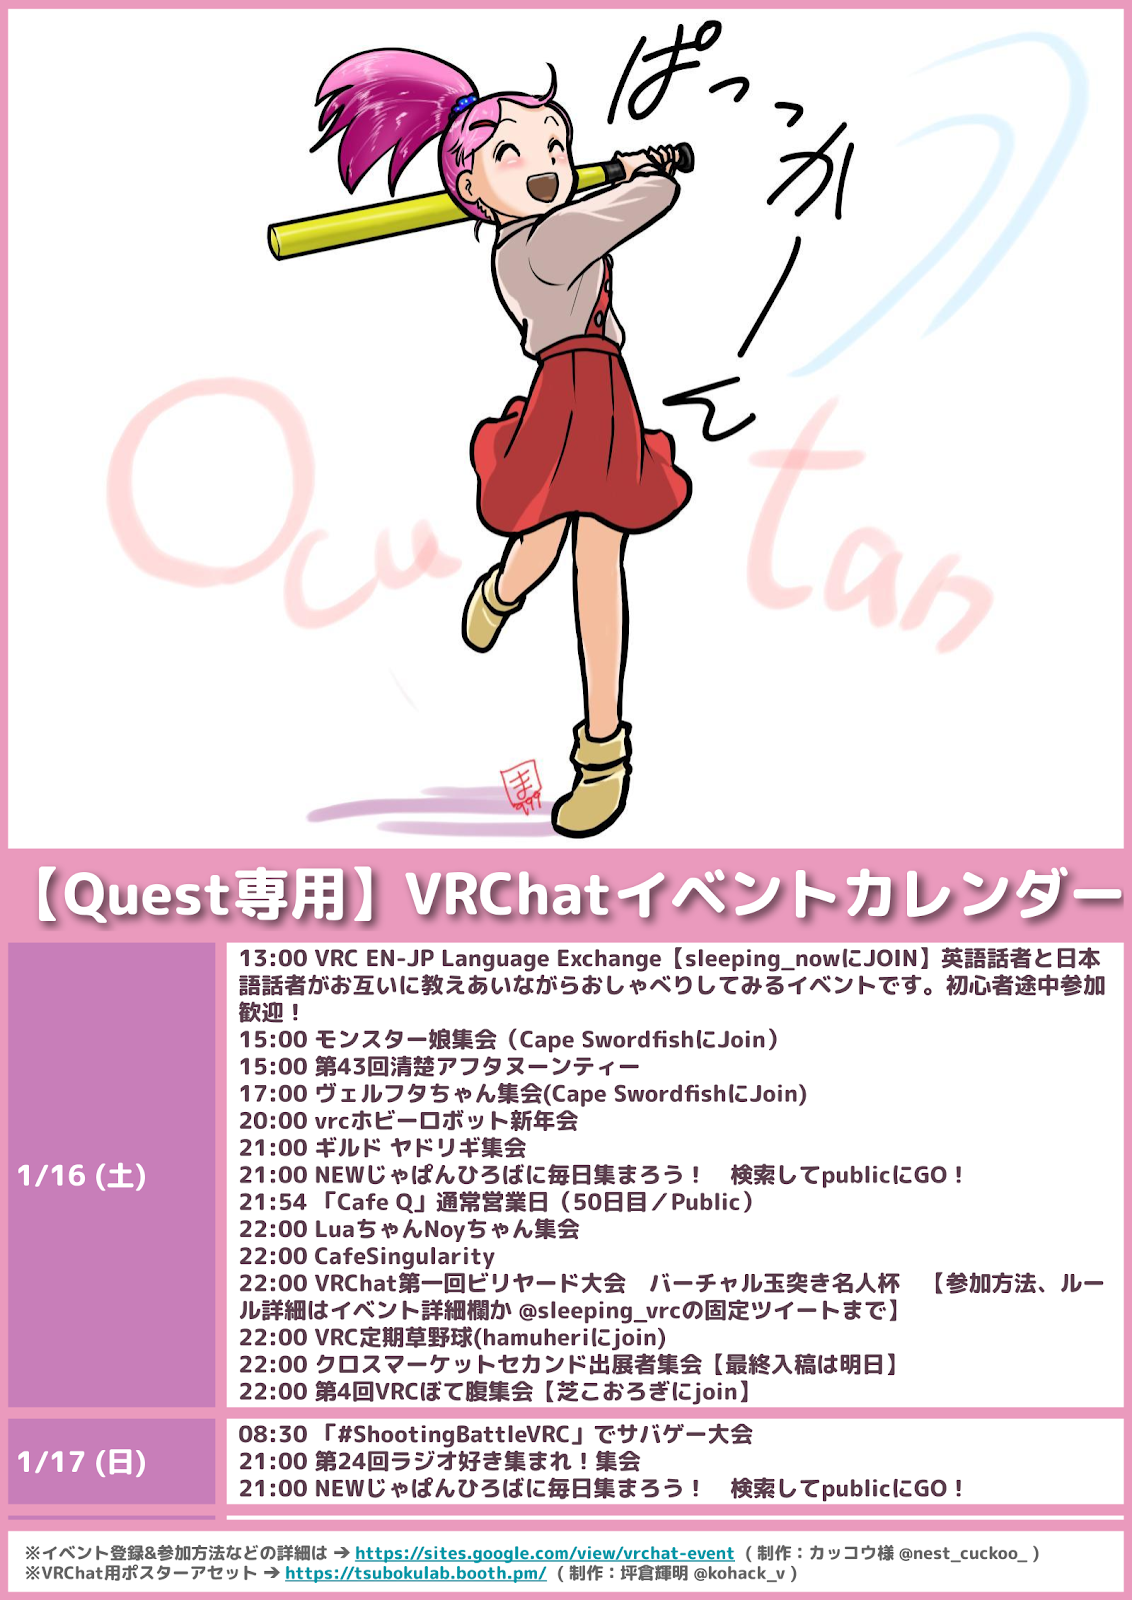 ぱっっかーん
Ocu tan
ま
999
【Quest専用】VRChatイベントカレンダー
1/16 (土)
13:00 VRC EN-JP Language Exchange【sleeping_nowにJOIN】英語話者と日本
語話者がお互いに教えあいながらおしゃべりしてみるイベントです。初心者途中参加
歓迎！
15:00 モンスター娘集会（Cape SwordfishにJoin）
15:00 第43回清楚アフタヌーンティー
17:00 ヴェルフタちゃん集会(Cape SwordfishにJoin)
20:00 vrcホビーロボット新年会
21:00 ギルド ヤドリギ集会
21:00 NEWじゃぱんひろばに毎日集まろう！　検索してpublicにGO！
21:54 「Cafe Q」通常営業日（50日目／Public）
22:00 LuaちゃんNoyちゃん集会
22:00 CafeSingularity
22:00 VRChat第一回ビリヤード大会　バーチャル玉突き名人杯　【参加方法、ルー
ル詳細はイベント詳細欄か @sleeping_vrcの固定ツイートまで】
22:00 VRC定期草野球(hamuheriにjoin)
22:00 クロスマーケットセカンド出展者集会【最終入稿は明日】
22:00 第4回VRCぼて腹集会【芝こおろぎにjoin】
1/17 (日)
08:30 「#ShootingBattleVRC」でサバゲー大会
21:00 第24回ラジオ好き集まれ！集会
21:00 NEWじゃぱんひろばに毎日集まろう！　検索してpublicにGO！
※イベント登録&参加方法などの詳細は ➔ https://sites.google.com/view/vrchat-event ( 制作：カッコウ様 @nest_cuckoo_ )
※VRChat用ポスターアセット ➔ https://tsubokulab.booth.pm/ ( 制作：坪倉輝明 @kohack_v )